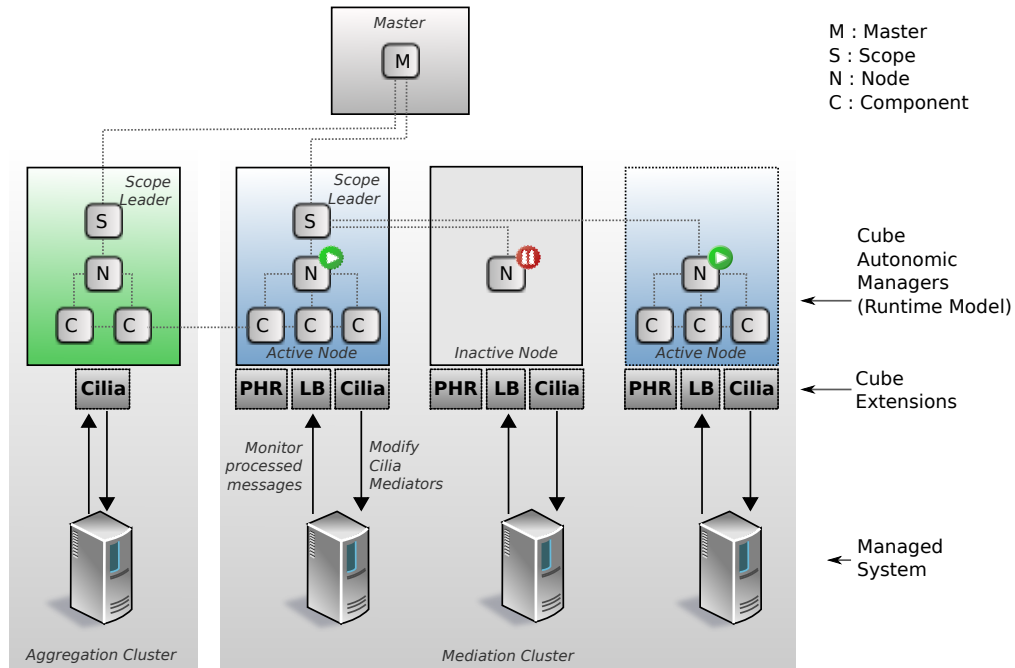 Master
M
M : Master
S : Scope
N : Node
C : Component
Scope
Leader
S
N
C
C
Scope
Leader
S
N
C
C
C
Active Node
N
Inactive Node
N
C
C
C
Active Node
Cube
Autonomic
Managers
(Runtime Model)
Cilia
PHR
LB
Cilia
PHR
LB
Cilia
PHR
LB
Cilia
Cube
Extensions
Monitor
processed
messages
Modify
Cilia
Mediators
Managed
System
Aggregation Cluster
Mediation Cluster